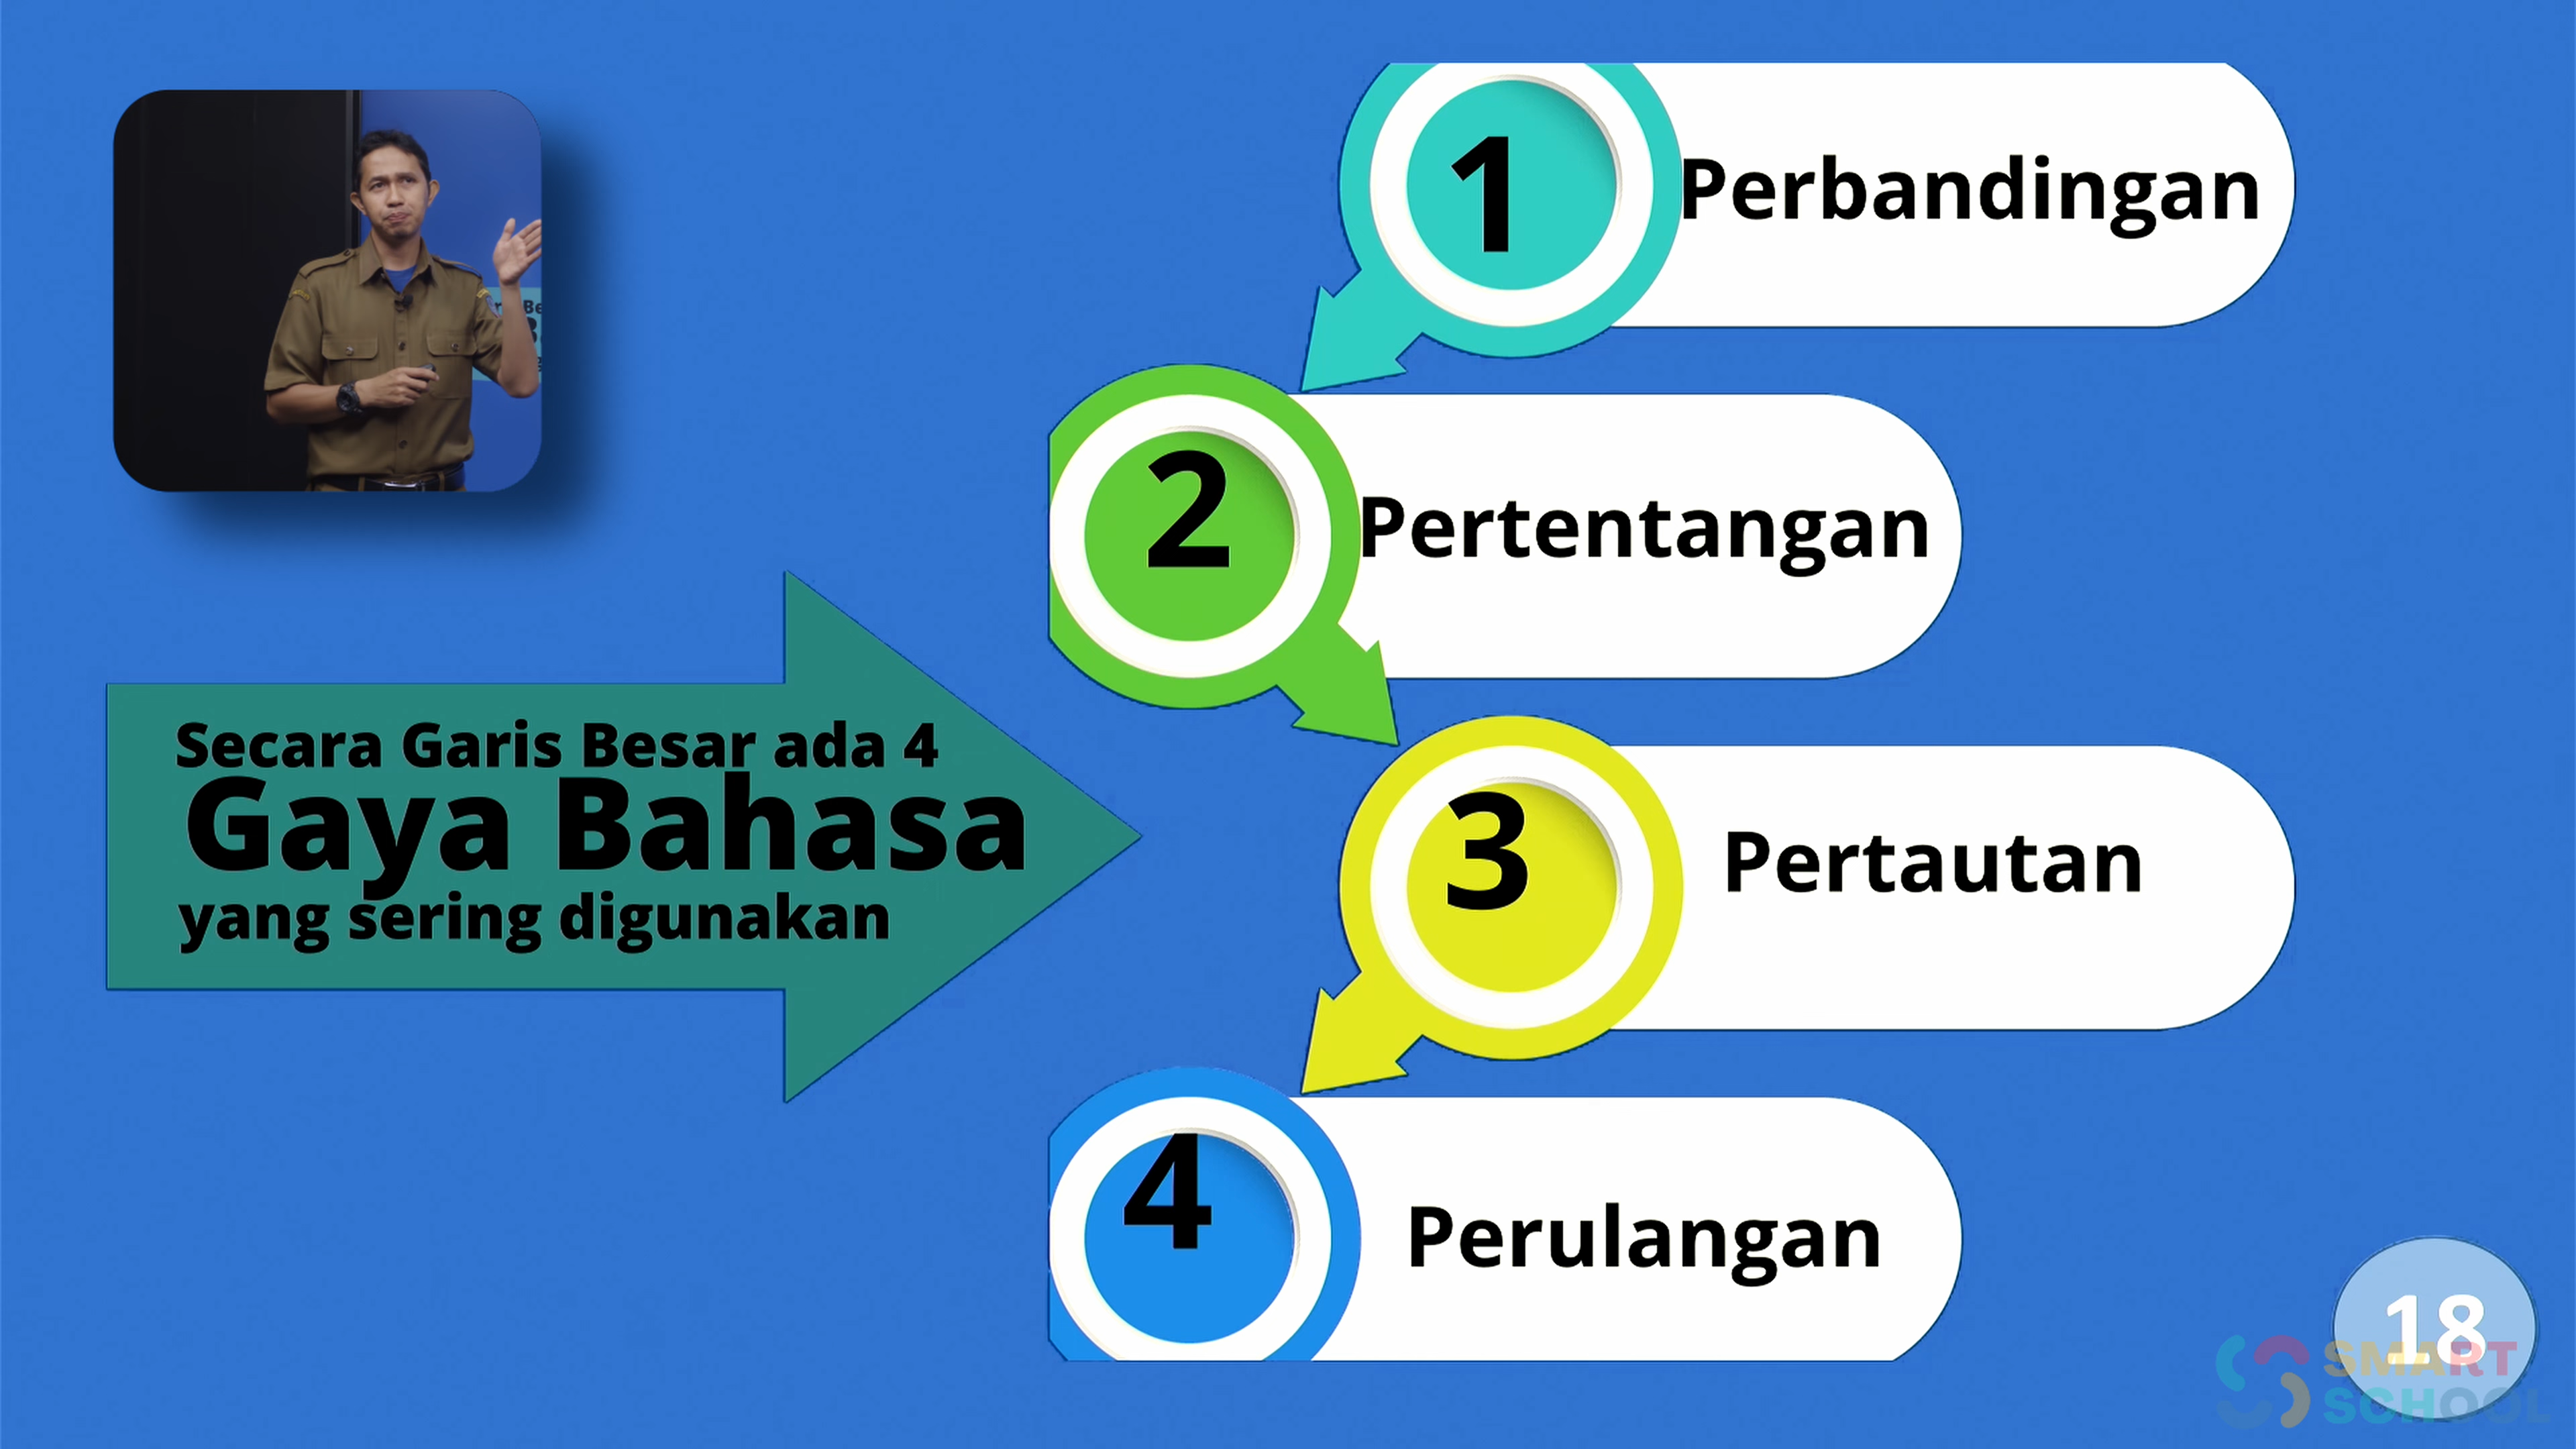 Secara Garis Besar ada 4
Gaya Bahasa
yang sering digunakan
1
Perbandingan
2
Pertentangan
3
Pertautan
4
Perulangan
18
SMART
SCHOOL